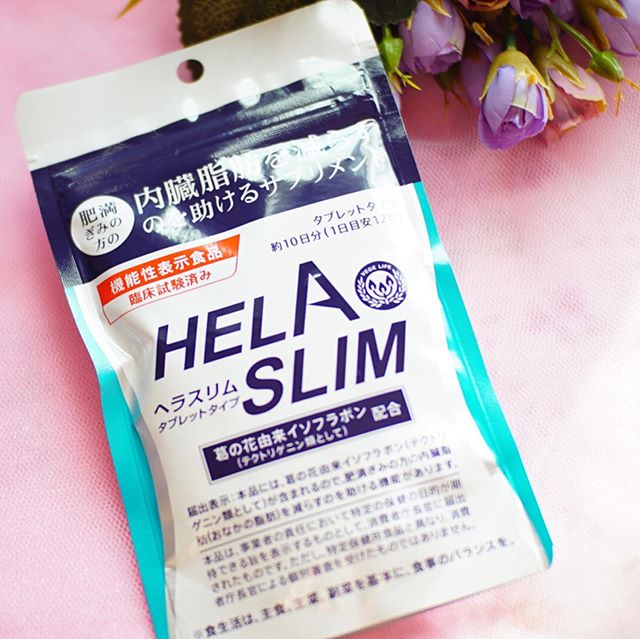 肥満
ぎみの
方の
内臓脂肪を減らす
のを助けるサプリメント
タブレットタイプ
約10日分(1日目安12粒)
機能性表示食品
臨床試験済み
VEGE LIFE
HELA
SLIM
ヘラスリム
タブレットタイプ
葛の花由来イソフラボン
(テクトリゲニン類として)
配合
届出表示:本品には、葛の花由来イソフラボン(テクトリ
ゲニン類として)が含まれるので、肥満ぎみの方の内臓脂
肪(おなかの脂肪)を減らすのを助ける機能があります。
本品は、事業者の責任において特定の保健の目的が期
待できる旨を表示するものとして、消費者庁長官に届出
されたものです。ただし、特定保健用食品と異なり、消費
者庁長官による個別審査を受けたものではありません。
※食生活は、主食、主菜、副菜を基本に、食事のバランスを。